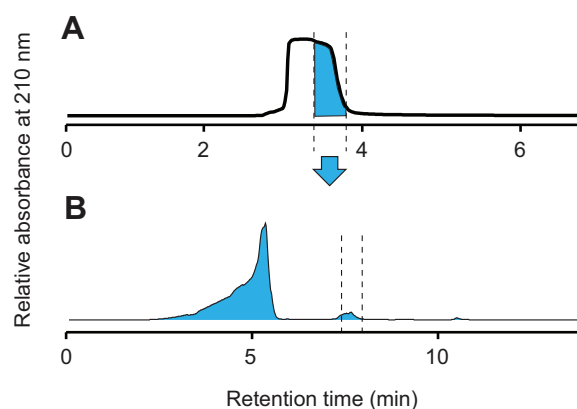 Relative absorbance at 210 nm
A
0 2 4 6
B
0 5 10
Retention time (min)